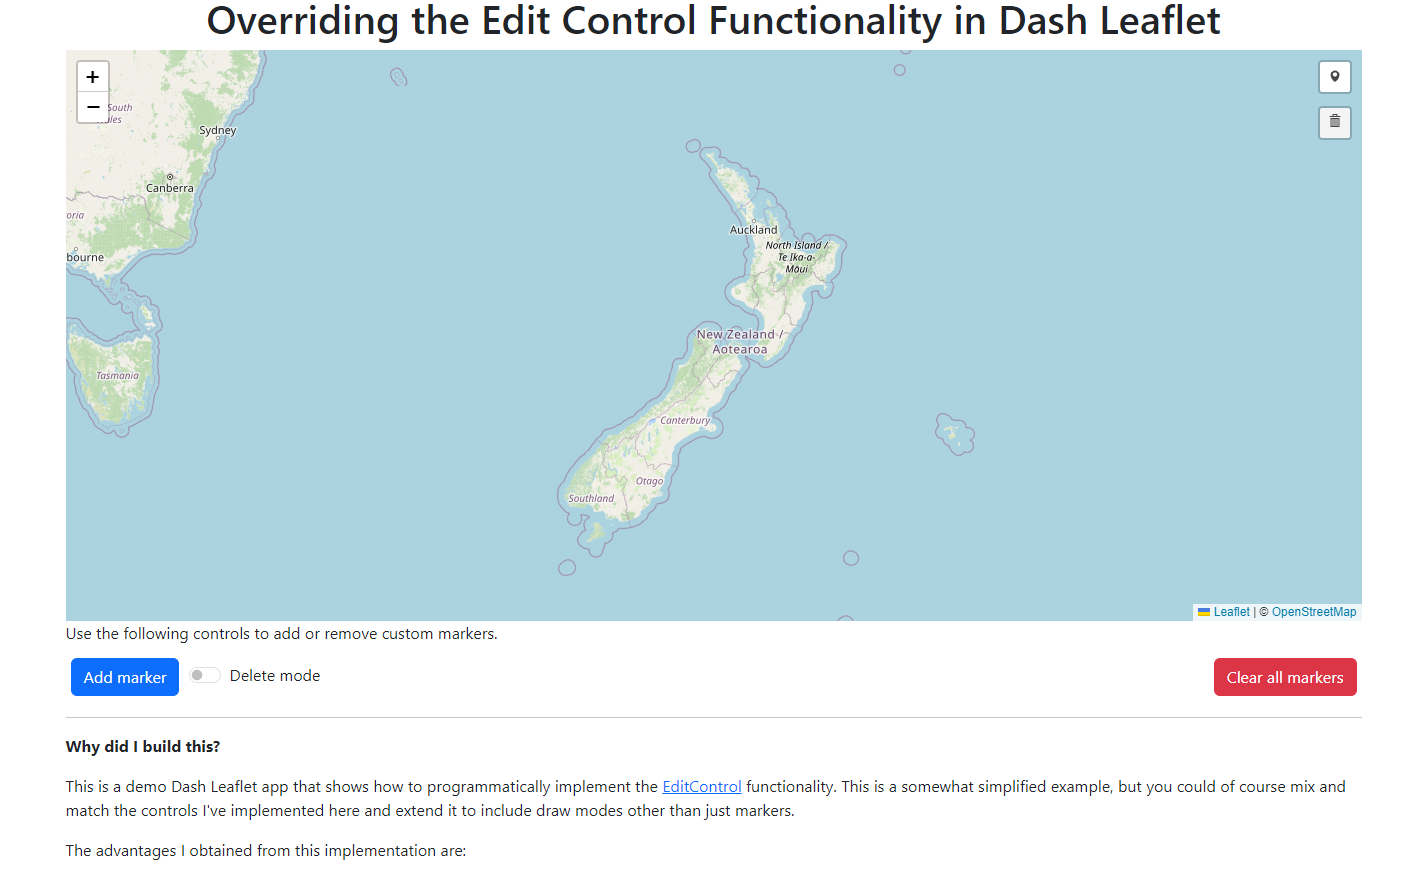 Overriding the Edit Control Functionality in Dash Leaflet
+
−
South
ales
Sydney
Canberra
oria
bourne
Tasmania
Auckland
North Island /
Te Ika-a-
Māui
New Zealand /
Aotearoa
Canterbury
Otago
Southland
Leaflet | © OpenStreetMap
Use the following controls to add or remove custom markers.
Add marker Delete mode Clear all markers
Why did I build this?
This is a demo Dash Leaflet app that shows how to programmatically implement the EditControl functionality. This is a somewhat simplified example, but you could of course mix and
match the controls I've implemented here and extend it to include draw modes other than just markers.
The advantages I obtained from this implementation are: